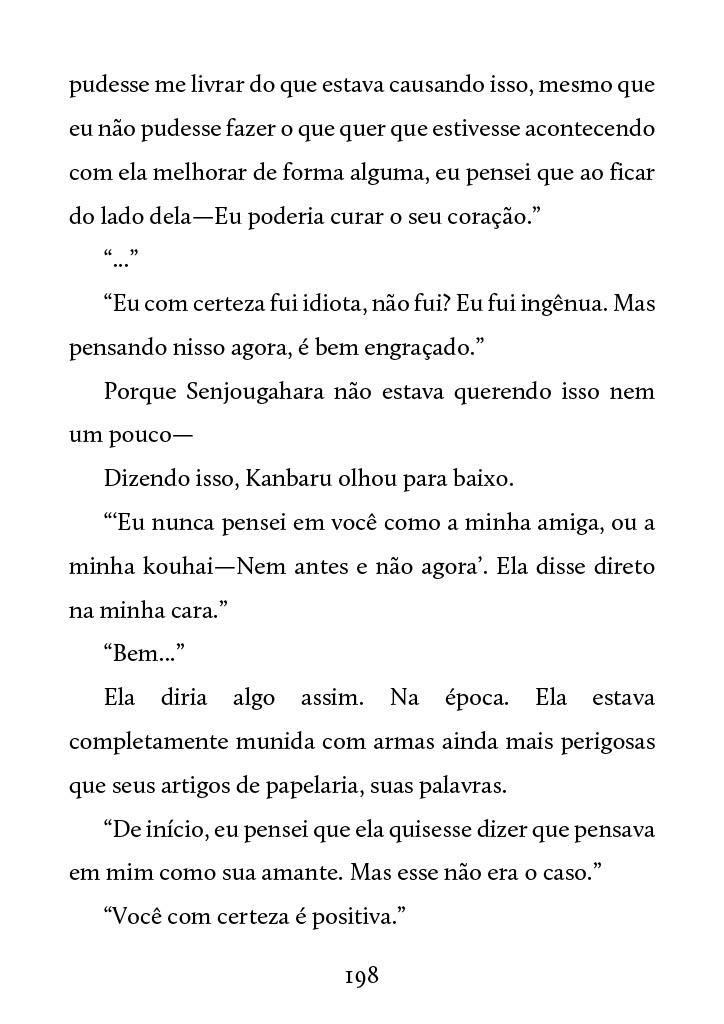 pudesse me livrar do que estava causando isso, mesmo que
eu não pudesse fazer o que quer que estivesse acontecendo
com ela melhorar de forma alguma, eu pensei que ao ficar
do lado dela—Eu poderia curar o seu coração.”
“...”
“Eu com certeza fui idiota, não fui? Eu fui ingênua. Mas
pensando nisso agora, é bem engraçado.”
Porque Senjougahara não estava querendo isso nem
um pouco—
Dizendo isso, Kanbaru olhou para baixo.
“‘Eu nunca pensei em você como a minha amiga, ou a
minha kouhai—Nem antes e não agora’. Ela disse direto
na minha cara.”
“Bem...”
Ela diria algo assim. Na época. Ela estava
completamente munida com armas ainda mais perigosas
que seus artigos de papelaria, suas palavras.
“De início, eu pensei que ela quisesse dizer que pensava
em mim como sua amante. Mas esse não era o caso.”
“Você com certeza é positiva.”
198